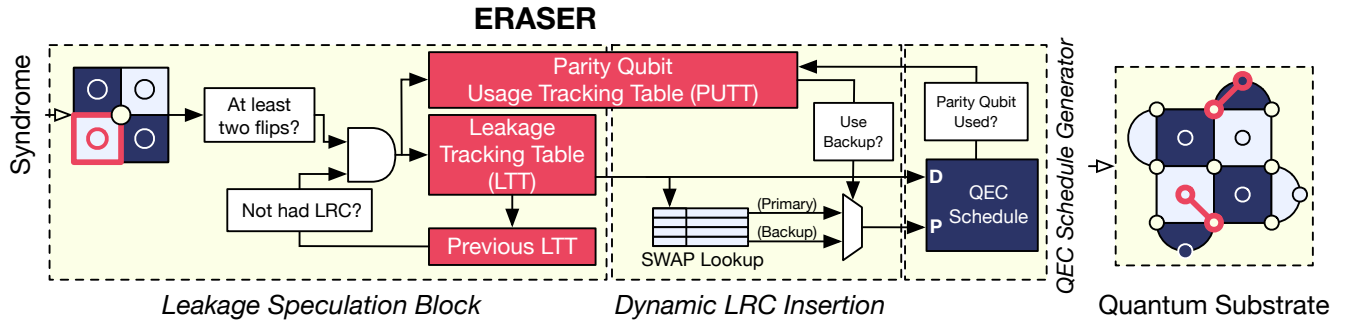 ERASER
Syndrome
At least
two flips?
Not had LRC?
Parity Qubit
Usage Tracking Table (PUTT)
Leakage
Tracking Table
(LTT)
Previous LTT
Use
Backup?
(Primary)
(Backup)
SWAP Lookup
Parity Qubit
Used?
D
P
QEC
Schedule
QEC Schedule Generator
Leakage Speculation Block
Dynamic LRC Insertion
Quantum Substrate